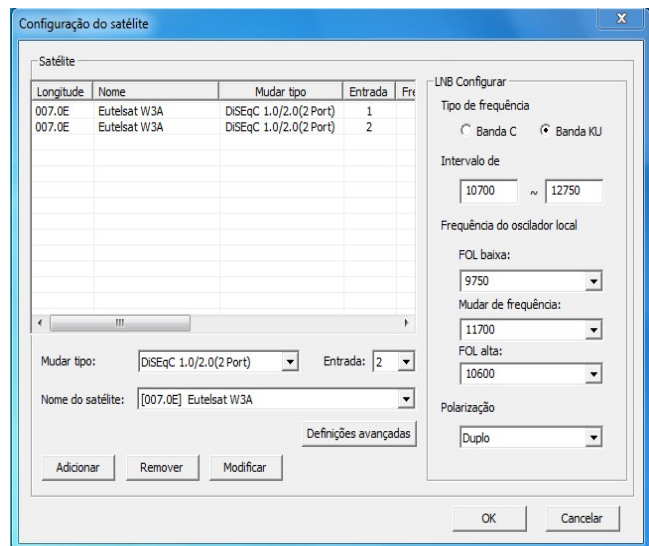 Configuração do satélite
x
Satélite
Longitude Nome Mudar tipo Entrada Fre
007.0E Eutelsat W3A DiSEqC 1.0/2.0(2 Port) 1
007.0E Eutelsat W3A DiSEqC 1.0/2.0(2 Port) 2
Mudar tipo: DiSEqC 1.0/2.0(2 Port) Entrada: 2
Nome do satélite: [007.0E] Eutelsat W3A
Definições avançadas
Adicionar Remover Modificar
LNB Configurar
Tipo de frequência
Banda C Banda KU
Intervalo de
10700 ~ 12750
Frequência do oscilador local
FOL baixa:
9750
Mudar de frequência:
11700
FOL alta:
10600
Polarização
Duplo
OK Cancelar